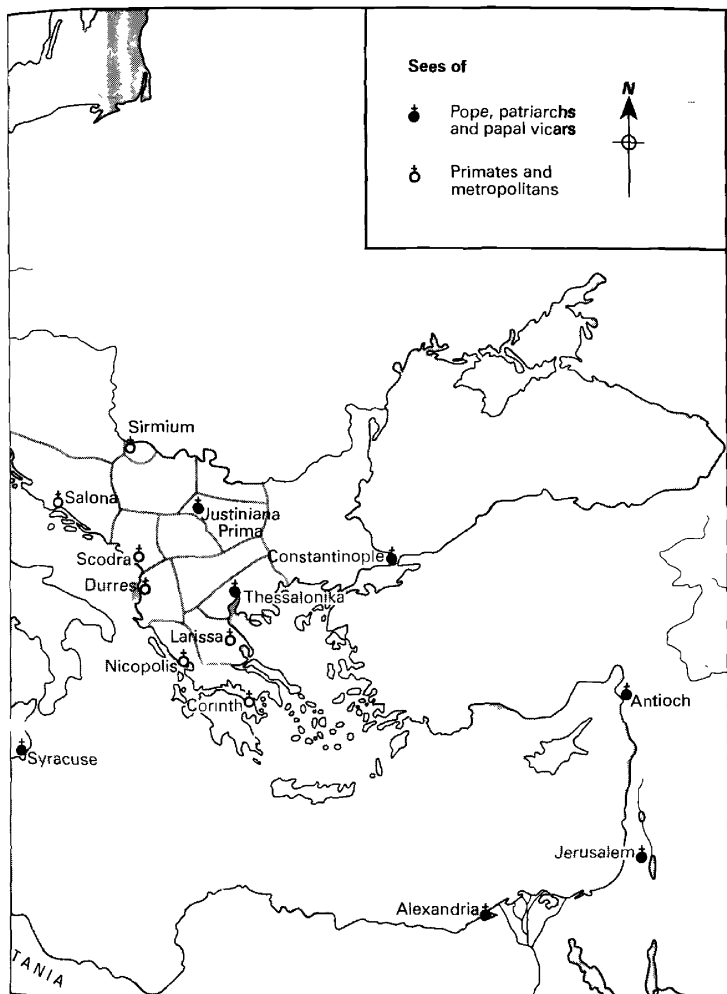 Sees of
N
Pope, patriarchs
and papal vicars
Primates and
metropolitans
Sirmium
Salona
Justiniana
Prima
Scodra
Constantinople
Durres
Thessalonika
Larissa
Nicopolis
Corinth
Antioch
Syracuse
Jerusalem
Alexandria
TANIA